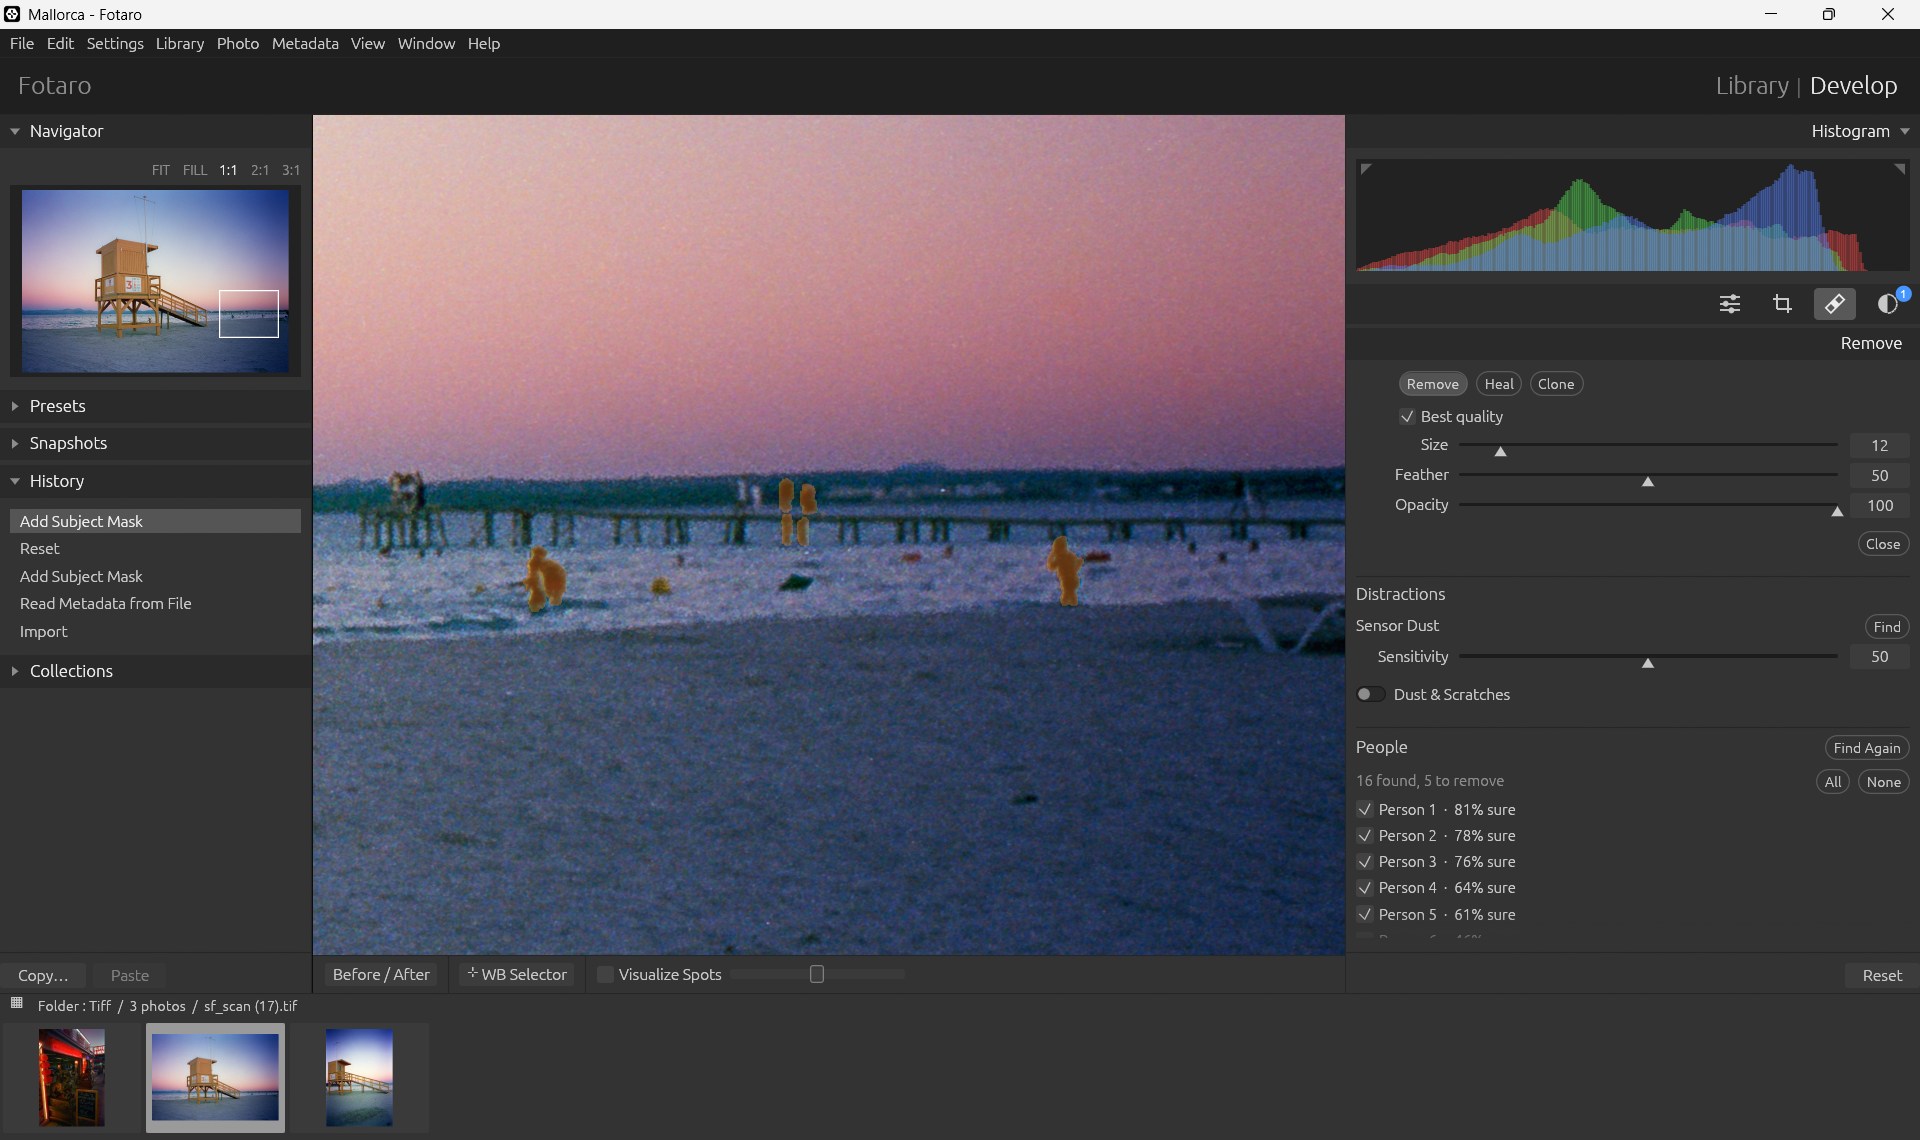 Mallorca - Fotaro
File Edit Settings Library Photo Metadata View Window Help
Fotaro
Library | Develop
Navigator
FIT FILL 1:1 2:1 3:1
3
Presets
Snapshots
History
Add Subject Mask
Reset
Add Subject Mask
Read Metadata from File
Import
Collections
Copy... Paste
Before / After
WB Selector
Visualize Spots
Histogram
1
Remove
Remove Heal Clone
Best quality
Size 12
Feather 50
Opacity 100
Close
Distractions
Sensor Dust Find
Sensitivity 50
Dust & Scratches
People Find Again
16 found, 5 to remove All None
Person 1 · 81% sure
Person 2 · 78% sure
Person 3 · 76% sure
Person 4 · 64% sure
Person 5 · 61% sure
Reset
Folder : Tiff / 3 photos / sf_scan (17).tif